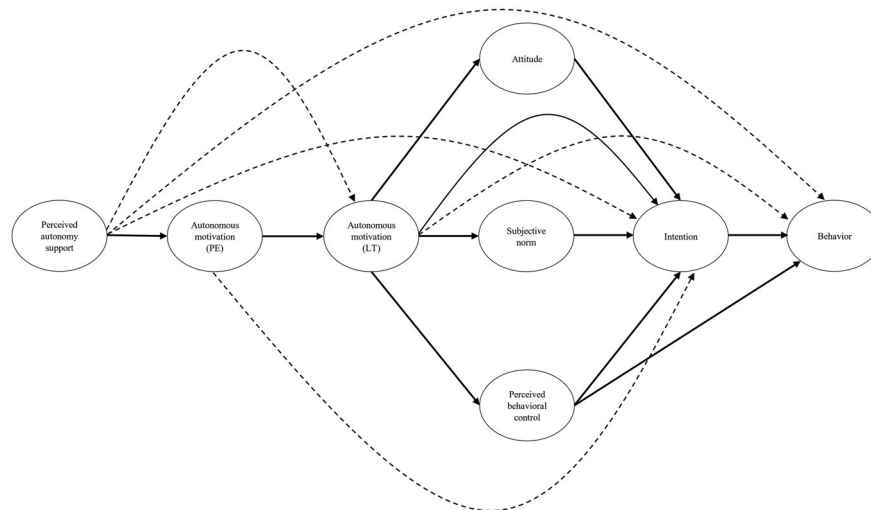 Attitude
Perceived
autonomy
support
Autonomous
motivation
(PE)
Autonomous
motivation
(LT)
Subjective
norm
Intention
Behavior
Perceived
behavioral
control